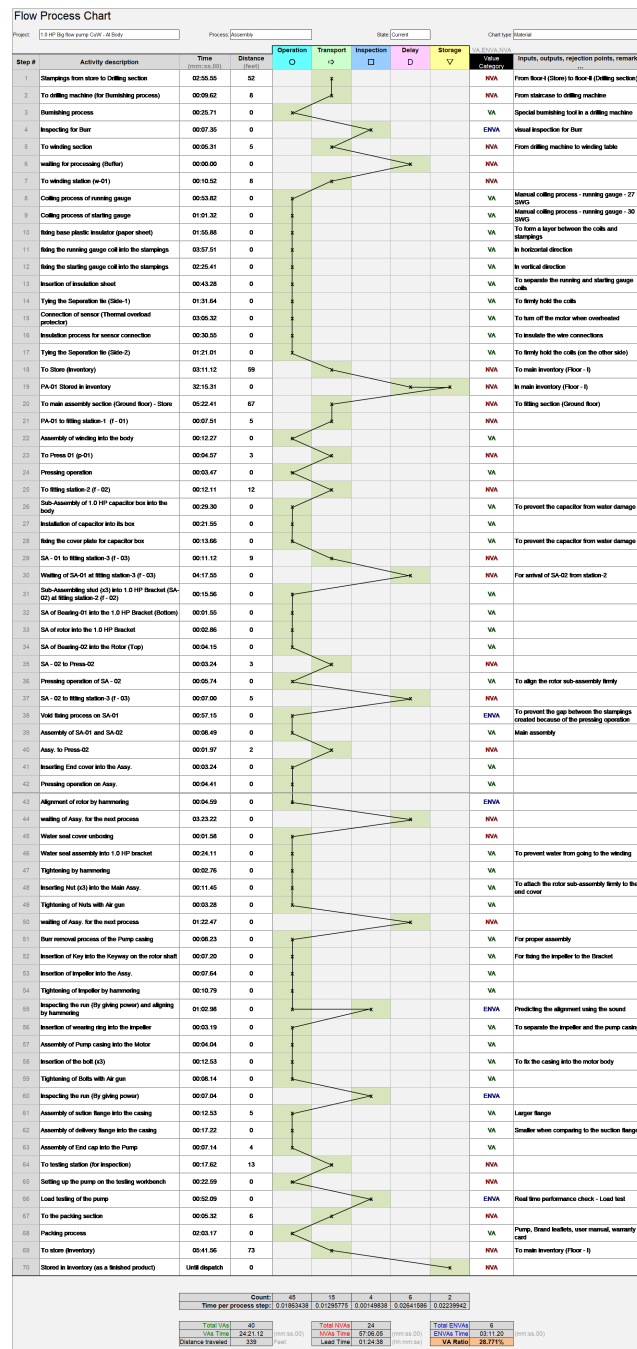 Flow Process Chart
Project: 1.0 HP Big flow pump CuW - Al Body Process: Assembly State: Current Chart type: Material
Operation Transport Inspection Delay Storage VA,ENVA,NVA
Step # Activity description Time (mm:ss.00) Distance (feet) O ⇨ □ D ▽ Value Category Inputs, outputs, rejection points, remark ...
1 Stampings from store to Drilling section 02:55.55 52 x NVA From floor-I (Store) to floor-II (Drilling section)
2 To drilling machine (for Burnishing process) 00:09.62 8 x NVA From staircase to drilling machine
3 Burnishing process 00:25.71 0 x VA Special burnishing tool in a drilling machine
4 Inspecting for Burr 00:07.35 0 x ENVA visual inspection for Burr
5 To winding section 00:05.31 5 x NVA From drilling machine to winding table
6 waiting for processing (Buffer) 00:00.00 0 x NVA
7 To winding station (w-01) 00:10.52 8 x NVA
8 Coiling process of running gauge 00:53.82 0 x VA Manual coiling process - running gauge - 27 SWG
9 Coiling process of starting gauge 01:01.32 0 x VA Manual coiling process - running gauge - 30 SWG
10 fixing base plastic insulator (paper sheet) 01:55.88 0 x VA To form a layer between the coils and stampings
11 fixing the running gauge coil into the stampings 03:57.51 0 x VA In horizontal direction
12 fixing the starting gauge coil into the stampings 02:25.41 0 x VA In vertical direction
13 Insertion of insulation sheet 00:43.28 0 x VA To separate the running and starting gauge coils
14 Tying the Seperation tie (Side-1) 01:31.64 0 x VA To firmly hold the coils
15 Connection of sensor (Thermal overload protector) 03:05.32 0 x VA To turn off the motor when overheated
16 Insulation process for sensor connection 00:30.55 0 x VA To insulate the wire connections
17 Tying the Seperation tie (Side-2) 01:21.01 0 x VA To firmly hold the coils (on the other side)
18 To Store (Inventory) 03:11.12 59 x NVA To main inventory (Floor - I)
19 PA-01 Stored in inventory 32:15.31 0 x x NVA In main inventory (Floor - I)
20 To main assembly section (Ground floor) - Store 05:22.41 67 x NVA To fitting section (Ground floor)
21 PA-01 to fitting station-1 (f - 01) 00:07.51 5 x NVA
22 Assembly of winding into the body 00:12.27 0 x VA
23 To Press 01 (p-01) 00:04.57 3 x NVA
24 Pressing operation 00:03.47 0 x VA
25 To fitting station-2 (f - 02) 00:12.11 12 x NVA
26 Sub-Assembly of 1.0 HP capacitor box into the body 00:29.30 0 x VA To prevent the capacitor from water damage
27 Installation of capacitor into its box 00:21.55 0 x VA
28 fixing the cover plate for capacitor box 00:13.66 0 x VA To prevent the capacitor from water damage
29 SA - 01 to fitting station-3 (f - 03) 00:11.12 9 x NVA
30 Waiting of SA-01 at fitting station-3 (f - 03) 04:17.55 0 x NVA For arrival of SA-02 from station-2
31 Sub-Assembling stud (x3) into 1.0 HP Bracket (SA-02) at fitting station-2 (f - 02) 00:15.56 0 x VA
32 SA of Bearing-01 into the 1.0 HP Bracket (Bottom) 00:01.55 0 x VA
33 SA of rotor into the 1.0 HP Bracket 00:02.86 0 x VA
34 SA of Bearing-02 into the Rotor (Top) 00:04.15 0 x VA
35 SA - 02 to Press-02 00:03.24 3 x NVA
36 Pressing operation of SA - 02 00:05.74 0 x VA To align the rotor sub-assembly firmly
37 SA - 02 to fitting station-3 (f - 03) 00:07.00 5 x NVA
38 Void fixing process on SA-01 00:57.15 0 x ENVA To prevent the gap between the stampings created because of the pressing operation
39 Assembly of SA-01 and SA-02 00:08.49 0 x VA Main assembly
40 Assy. to Press-02 00:01.97 2 x NVA
41 Inserting End cover into the Assy. 00:03.24 0 x VA
42 Pressing operation on Assy. 00:04.41 0 x VA
43 Alignment of rotor by hammering 00:04.59 0 x ENVA
44 waiting of Assy. for the next process 03.23.22 0 x NVA
45 Water seal cover unboxing 00:01.58 0 x NVA
46 Water seal assembly into 1.0 HP bracket 00:24.11 0 x VA To prevent water from going to the winding
47 Tightening by hammering 00:02.76 0 x VA
48 Inserting Nut (x3) into the Main Assy. 00:11.45 0 x VA To attach the rotor sub-assembly firmly to the end cover
49 Tightening of Nuts with Air gun 00:03.28 0 x VA
50 waiting of Assy. for the next process 01:22.47 0 x NVA
51 Burr removal process of the Pump casing 00:08.23 0 x VA For proper assembly
52 Insertion of Key into the Keyway on the rotor shaft 00:07.20 0 x VA For fixing the impeller to the Bracket
53 Insertion of impeller into the Assy. 00:07.64 0 x VA
54 Tightening of Impeller by hammering 00:10.79 0 x VA
55 Inspecting the run (By giving power) and aligning by hammering 01:02.98 0 x x ENVA Predicting the alignment using the sound
56 Insertion of wearing ring into the impeller 00:03.19 0 x VA To separate the impeller and the pump casing
57 Assembly of Pump casing into the Motor 00:04.04 0 x VA
58 Insertion of the bolt (x3) 00:12.53 0 x VA To fix the casing into the motor body
59 Tightening of Bolts with Air gun 00:08.14 0 x VA
60 Inspecting the run (By giving power) 00:07.04 0 x ENVA
61 Assembly of sution flange into the casing 00:12.53 5 x VA Larger flange
62 Assembly of delivery flange into the casing 00:17.22 0 x VA Smaller when comparing to the suction flange
63 Assembly of End cap into the Pump 00:07.14 4 x VA
64 To testing station (for inspection) 00:17.62 13 x NVA
65 Setting up the pump on the testing workbench 00:22.59 0 x NVA
66 Load testing of the pump 00:52.09 0 x ENVA Real time performance check - Load test
67 To the packing section 00:05.32 6 x NVA
68 Packing process 02:03.17 0 x VA Pump, Brand leaflets, user manual, warranty card
69 To store (Inventory) 05:41.56 73 x NVA To main inventory (Floor - I)
70 Stored in inventory (as a finished product) Until dispatch 0 x NVA
Count: 45 15 4 6 2
Time per process step: 0.01863438 0.01295775 0.00149838 0.02641586 0.02239942
Total VAs 40 Total NVAs 24 Total ENVAs 6
VAs Time 24:21.12 (mm:ss.00) NVAs Time 57:06.05 (mm:ss.00) ENVAs Time 03:11.20 (mm:ss.00)
Distance traveled 339 Feet Lead Time 01:24:38 (hh:mm:ss) VA Ratio 28.771%